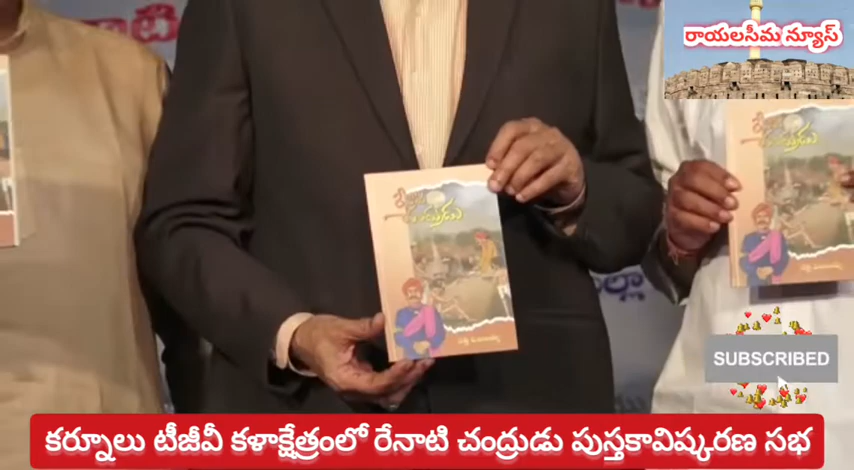 రాయలసీమ న్యూస్
రేనాటి
చంద్రుడు
SUBSCRIBED
కర్నూలు టీజీవీ కళాక్షేత్రంలో రేనాటి చంద్రుడు పుస్తకావిష్కరణ సభ